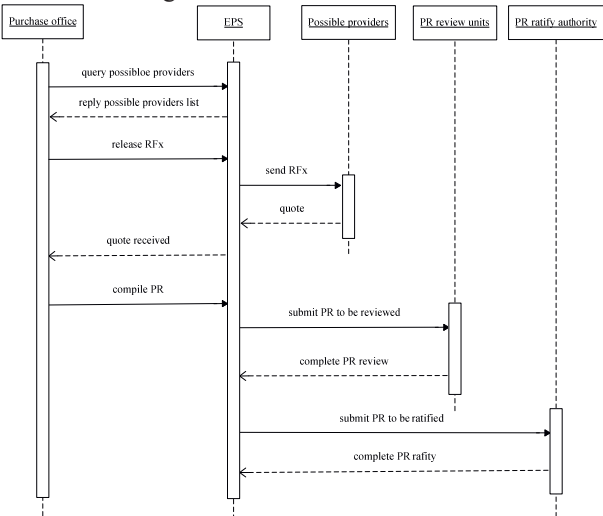 Purchase office
EPS
Possible providers
PR review units
PR ratify authority
query possibloe providers
reply possible providers list
release RFx
send RFx
quote
quote received
compile PR
submit PR to be reviewed
complete PR review
submit PR to be ratified
complete PR rafity